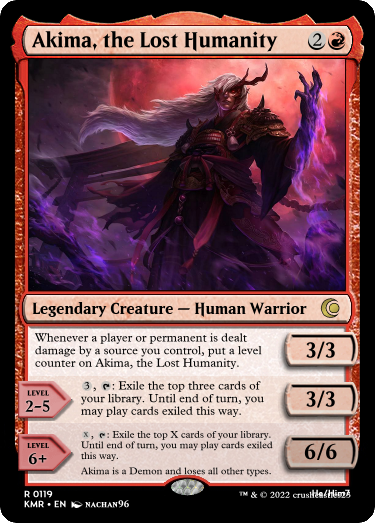 Akima, the Lost Humanity 2
Legendary Creature — Human Warrior
Whenever a player or permanent is dealt
damage by a source you control, put a level
counter on Akima, the Lost Humanity.
3/3
LEVEL
2-5
3, : Exile the top three cards of
your library. Until end of turn, you
may play cards exiled this way.
3/3
LEVEL
6+
X, : Exile the top X cards of your library.
Until end of turn, you may play cards exiled
this way.
Akima is a Demon and loses all other types.
6/6
R 0119
KMR • EN NACHAN96
™ & © 2022